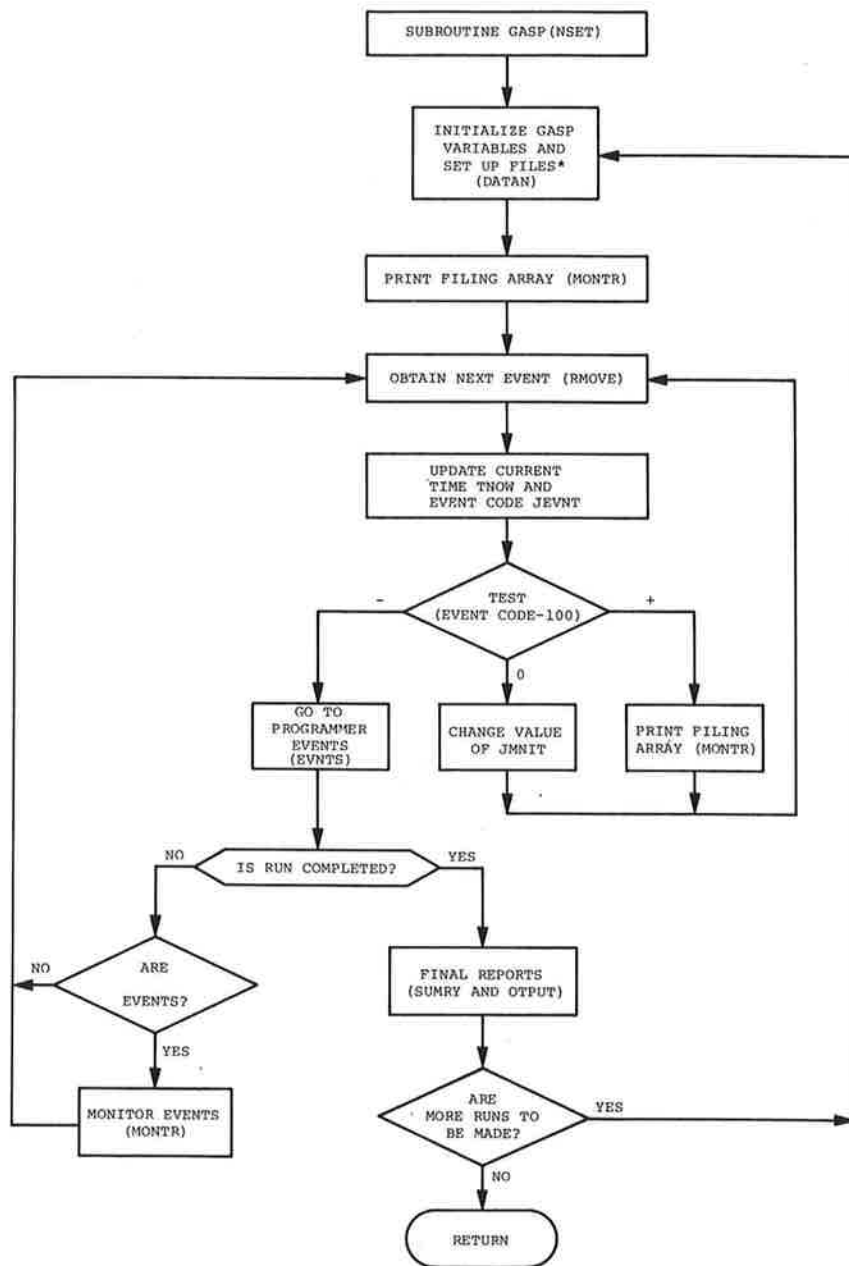 SUBROUTINE GASP(NSET)
INITIALIZE GASP
VARIABLES AND
SET UP FILES*
(DATAN)
PRINT FILING ARRAY (MONTR)
OBTAIN NEXT EVENT (RMOVE)
UPDATE CURRENT
TIME TNOW AND
EVENT CODE JEVNT
TEST
(EVENT CODE-100)
-
+
0
GO TO
PROGRAMMER
EVENTS
(EVNTS)
CHANGE VALUE
OF JMNIT
PRINT FILING
ARRAY (MONTR)
IS RUN COMPLETED?
NO
YES
ARE
EVENTS?
NO
YES
FINAL REPORTS
(SUMRY AND OTPUT)
MONITOR EVENTS
(MONTR)
ARE
MORE RUNS TO
BE MADE?
YES
NO
RETURN